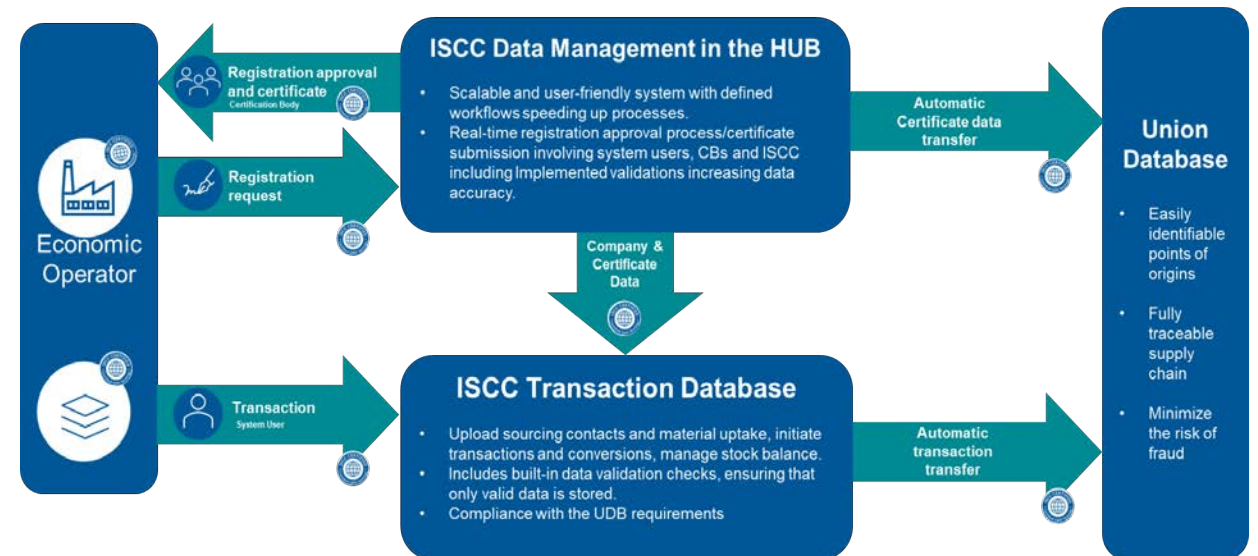 Economic
Operator
Registration approval
and certificate
Certification Body
Registration
request
Transaction
System User
ISCC Data Management in the HUB
• Scalable and user-friendly system with defined
workflows speeding up processes.
• Real-time registration approval process/certificate
submission involving system users, CBs and ISCC
including Implemented validations increasing data
accuracy.
Company &
Certificate
Data
ISCC Transaction Database
• Upload sourcing contacts and material uptake, initiate
transactions and conversions, manage stock balance.
• Includes built-in data validation checks, ensuring that
only valid data is stored.
• Compliance with the UDB requirements
Automatic
Certificate data
transfer
Automatic
transaction
transfer
Union
Database
• Easily
identifiable
points of
origins
• Fully
traceable
supply
chain
• Minimize
the risk of
fraud